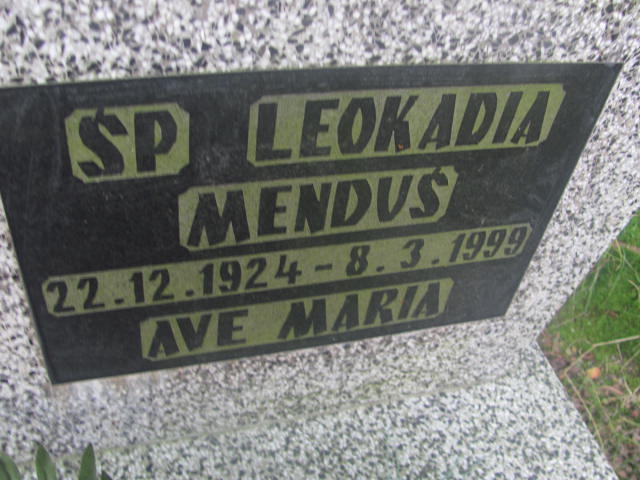 ŚP LEOKADIA
MENDUŚ
22.12.1924 - 8.3.1999
AVE MARIA